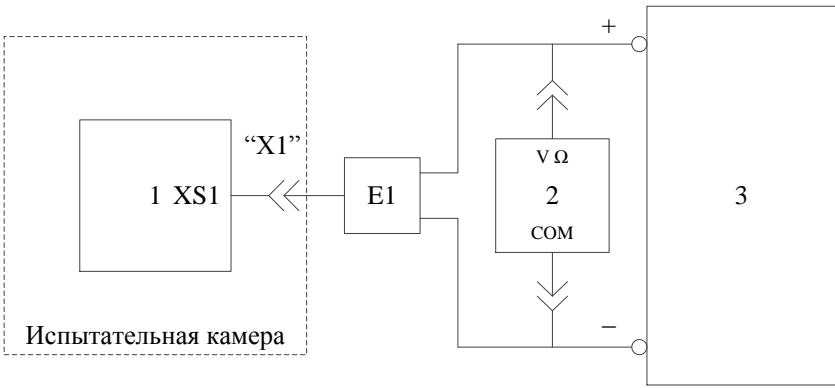 +
“X1”
V Ω
1 XS1
E1
2
3
COM
Испытательная камера
−